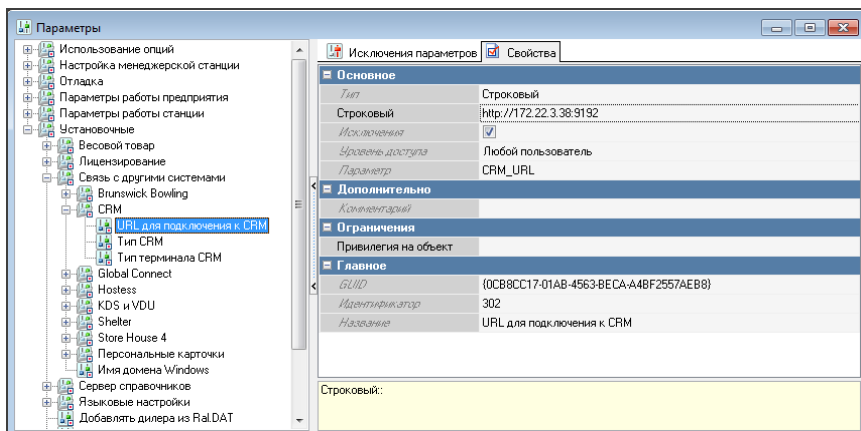 Параметры
Использование опций
Настройка менеджерской станции
Отладка
Параметры работы предприятия
Параметры работы станции
Установочные
Весовой товар
Лицензирование
Связь с другими системами
Brunswick Bowling
CRM
URL для подключения к CRM
Тип CRM
Тип терминала CRM
Global Connect
Hostess
KDS и VDU
Shelter
Store House 4
Персональные карточки
Имя домена Windows
Сервер справочников
Языковые настройки
Добавлять дилера из Ral.DAT
Исключения параметров Свойства
Основное
Тип Строковый
Строковый http://172.22.3.38:9192
Исключения
Уровень доступа Любой пользователь
Параметр CRM_URL
Дополнительно
Комментарий
Ограничения
Привилегия на объект
Главное
GUID {0CB8CC17-01AB-4563-BECA-A4BF2557AEB8}
Идентификатор 302
Название URL для подключения к CRM
Строковый::